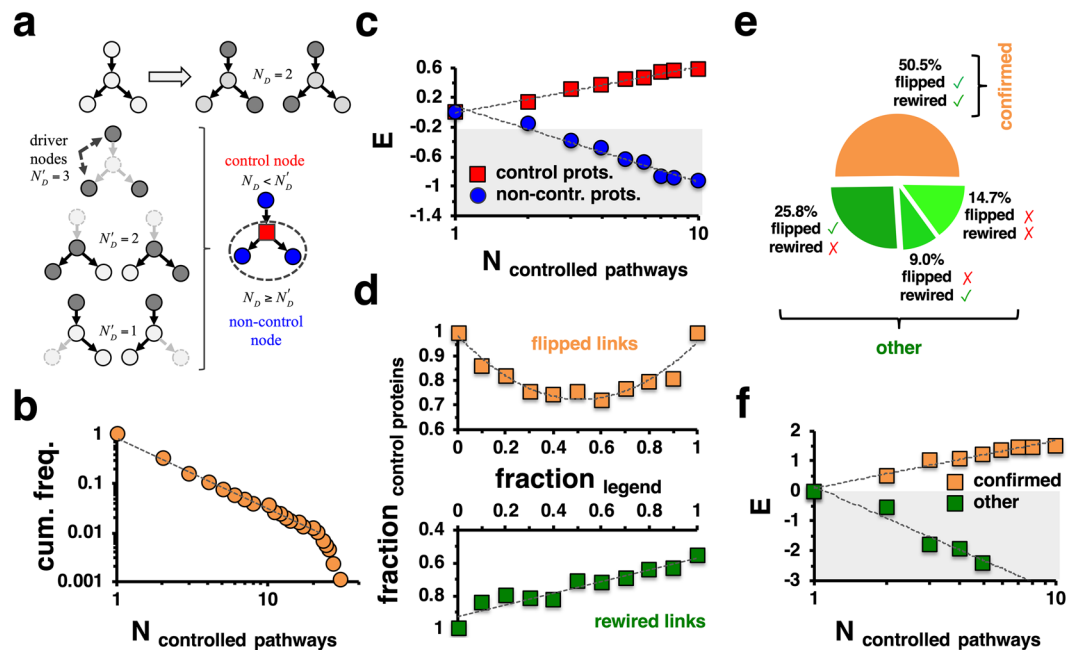 a
N_D = 2
driver
nodes
N'_D = 3
control node
N_D < N'_D
N'_D = 2
N_D ≥ N'_D
N'_D = 1
non-control
node
b
cum. freq.
1
0.1
0.01
0.001
1
10
N controlled pathways
c
E
0.6
0.2
-0.2
-0.6
-1
-1.4
control prots.
non-contr. prots.
1
10
N controlled pathways
d
fraction control proteins
1
0.9
0.8
0.7
0.6
flipped links
0
0.2
0.4
0.6
0.8
1
fraction legend
0
0.2
0.4
0.6
0.8
1
0.4
0.6
0.8
1
rewired links
e
50.5%
flipped ✓
rewired ✓
confirmed
25.8%
flipped ✓
rewired ✗
14.7%
flipped ✗
rewired ✗
9.0%
flipped ✗
rewired ✓
other
f
E
2
1
0
-1
-2
-3
confirmed
other
1
10
N controlled pathways